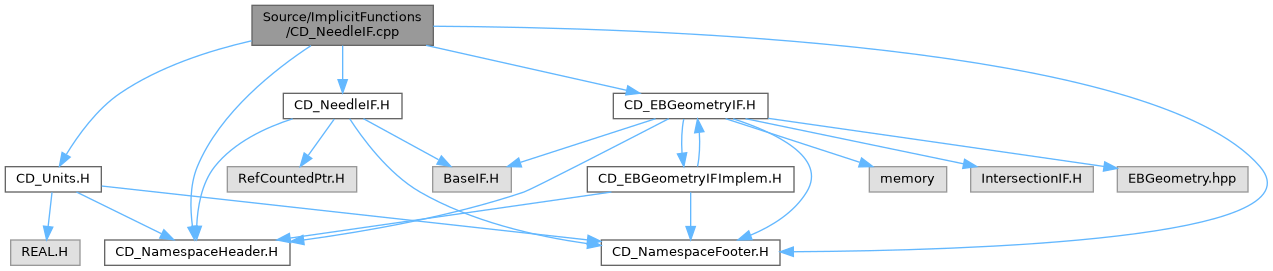 Source/ImplicitFunctions
/CD_NeedleIF.cpp
CD_NeedleIF.H
CD_EBGeometryIF.H
CD_Units.H
RefCountedPtr.H
BaseIF.H
CD_EBGeometryIFImplem.H
memory
IntersectionIF.H
EBGeometry.hpp
REAL.H
CD_NamespaceHeader.H
CD_NamespaceFooter.H